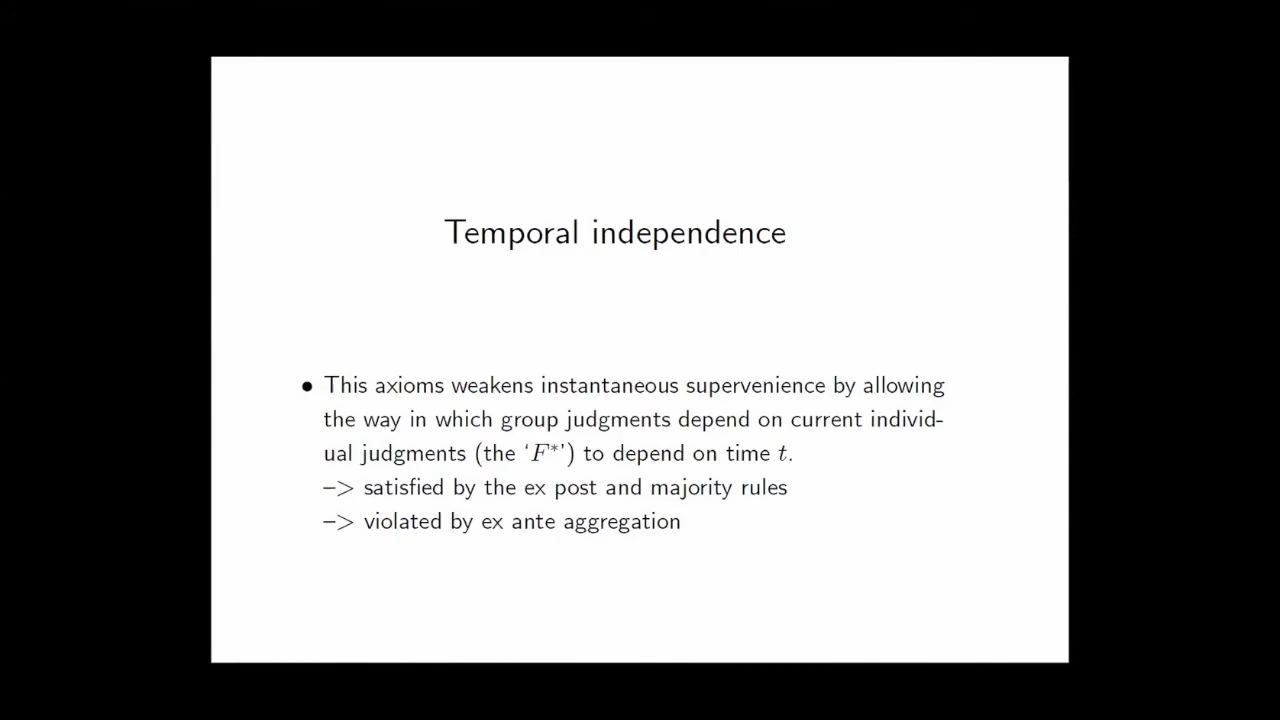 Temporal independence
• This axioms weakens instantaneous supervenience by allowing
the way in which group judgments depend on current individ-
ual judgments (the ‘F*’) to depend on time t.
–> satisfied by the ex post and majority rules
–> violated by ex ante aggregation